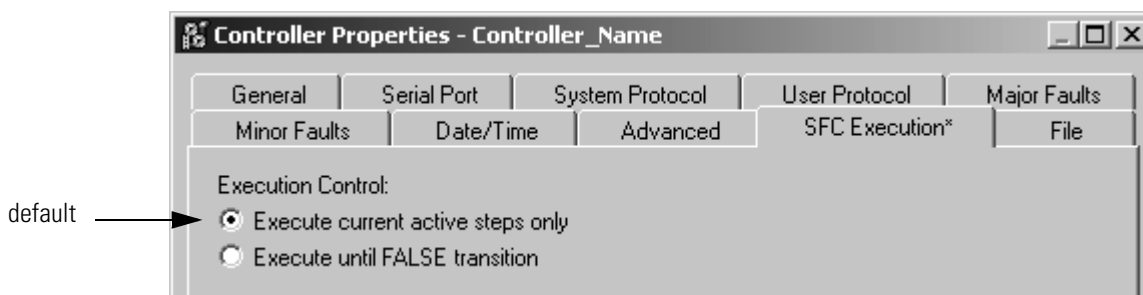 Controller Properties - Controller_Name
General Serial Port System Protocol User Protocol Major Faults
Minor Faults Date/Time Advanced SFC Execution* File
Execution Control:
default Execute current active steps only
Execute until FALSE transition